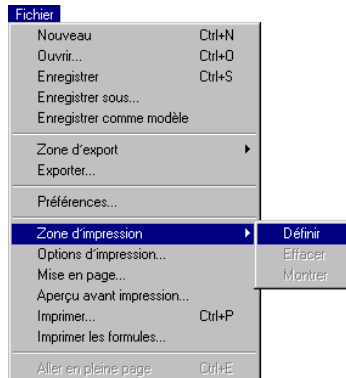 Fichier
Nouveau Ctrl+N
Ouvrir... Ctrl+O
Enregistrer Ctrl+S
Enregistrer sous...
Enregistrer comme modèle
Zone d'export
Exporter...
Préférences...
Zone d'impression Définir
Options d'impression... Effacer
Mise en page... Montrer
Aperçu avant impression...
Imprimer... Ctrl+P
Imprimer les formules...
Aller en pleine page Ctrl+E